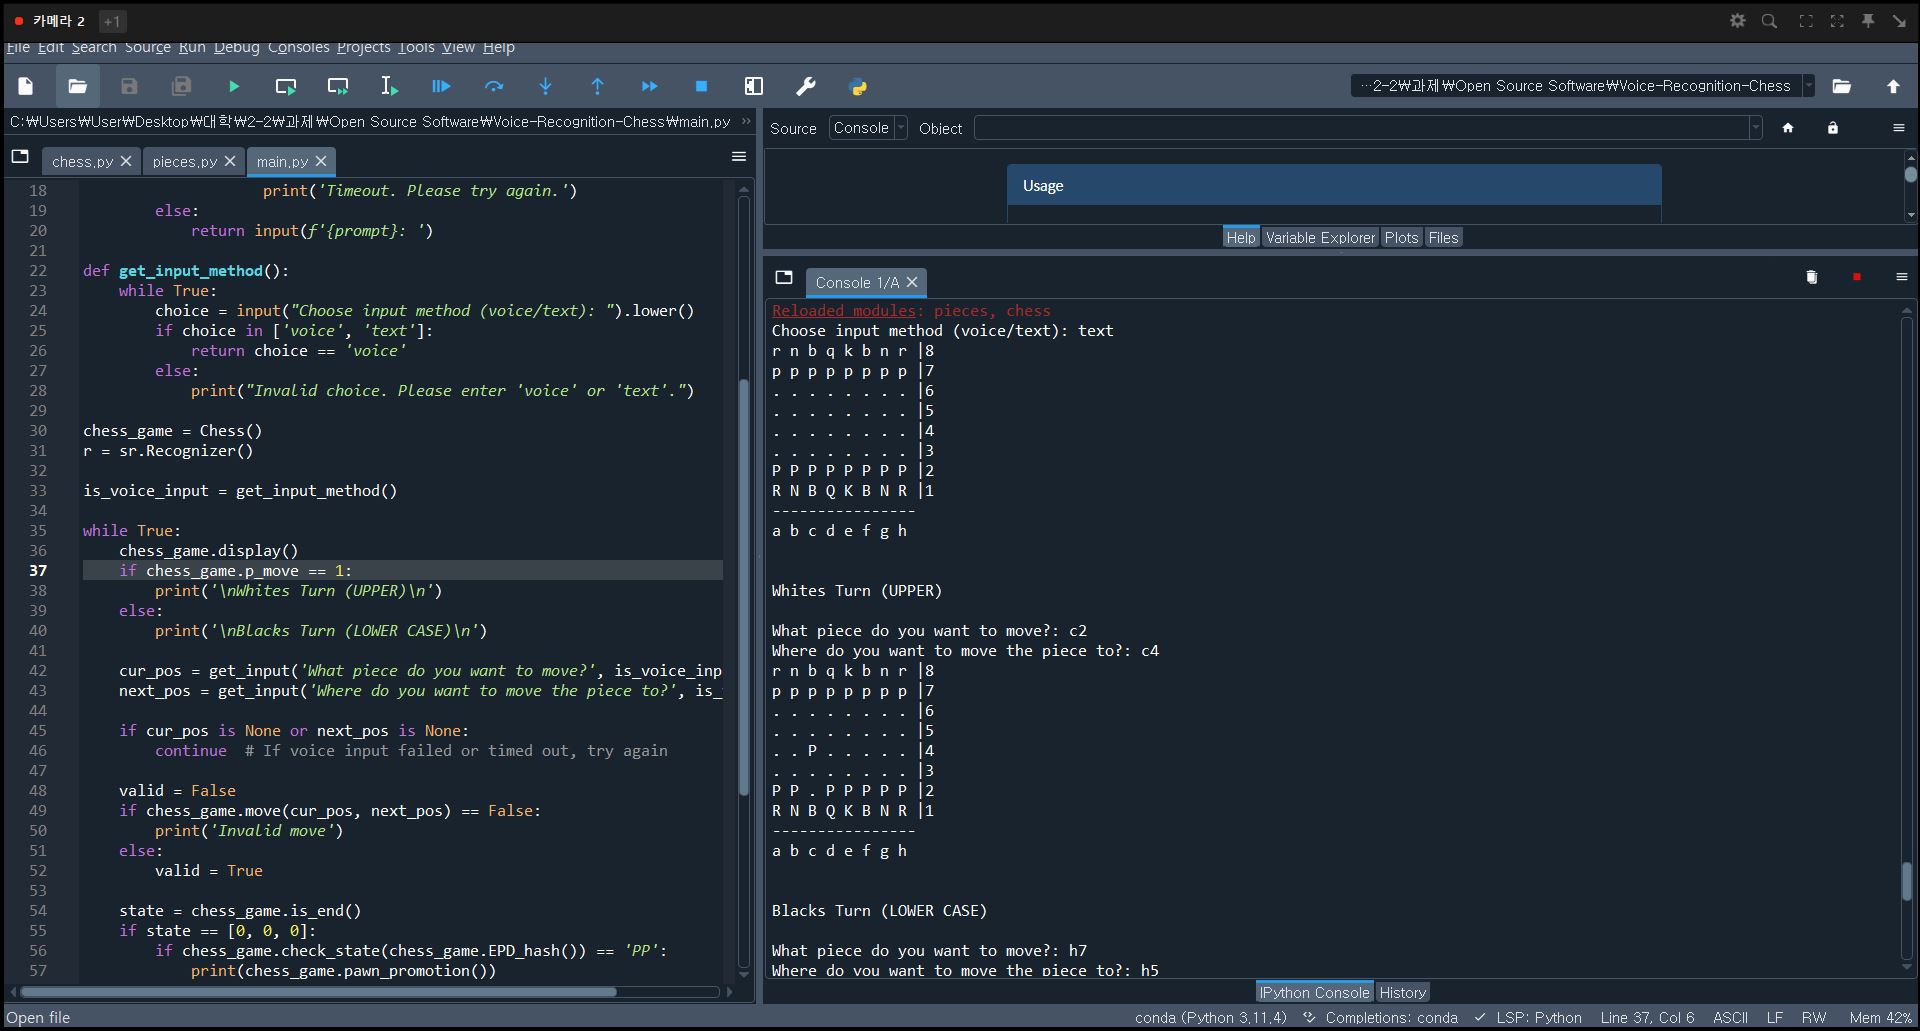 카메라 2 +1
File Edit Search Source Run Debug Consoles Projects Tools View Help
···2-2₩과제₩Open Source Software₩Voice-Recognition-Chess
C:₩Users₩User₩Desktop₩대학₩2-2₩과제₩Open Source Software₩Voice-Recognition-Chess₩main.py
chess.py
pieces.py
main.py
18 print('Timeout. Please try again.')
19 else:
20 return input(f'{prompt}: ')
21
22 def get_input_method():
23 while True:
24 choice = input("Choose input method (voice/text): ").lower()
25 if choice in ['voice', 'text']:
26 return choice == 'voice'
27 else:
28 print("Invalid choice. Please enter 'voice' or 'text'.")
29
30 chess_game = Chess()
31 r = sr.Recognizer()
32
33 is_voice_input = get_input_method()
34
35 while True:
36 chess_game.display()
37 if chess_game.p_move == 1:
38 print('\nWhites Turn (UPPER)\n')
39 else:
40 print('\nBlacks Turn (LOWER CASE)\n')
41
42 cur_pos = get_input('What piece do you want to move?', is_voice_inp
43 next_pos = get_input('Where do you want to move the piece to?', is_
44
45 if cur_pos is None or next_pos is None:
46 continue # If voice input failed or timed out, try again
47
48 valid = False
49 if chess_game.move(cur_pos, next_pos) == False:
50 print('Invalid move')
51 else:
52 valid = True
53
54 state = chess_game.is_end()
55 if state == [0, 0, 0]:
56 if chess_game.check_state(chess_game.EPD_hash()) == 'PP':
57 print(chess_game.pawn_promotion())
Source Console Object
Usage
Help Variable Explorer Plots Files
Console 1/A
Reloaded modules: pieces, chess
Choose input method (voice/text): text
r n b q k b n r |8
p p p p p p p p |7
. . . . . . . . |6
. . . . . . . . |5
. . . . . . . . |4
. . . . . . . . |3
P P P P P P P P |2
R N B Q K B N R |1
----------------
a b c d e f g h
Whites Turn (UPPER)
What piece do you want to move?: c2
Where do you want to move the piece to?: c4
r n b q k b n r |8
p p p p p p p p |7
. . . . . . . . |6
. . . . . . . . |5
. . P . . . . . |4
. . . . . . . . |3
P P . P P P P P |2
R N B Q K B N R |1
----------------
a b c d e f g h
Blacks Turn (LOWER CASE)
What piece do you want to move?: h7
Where do you want to move the piece to?: h5
IPython Console History
Open file
conda (Python 3.11.4) Completions: conda LSP: Python Line 37, Col 6 ASCII LF RW Mem 42%